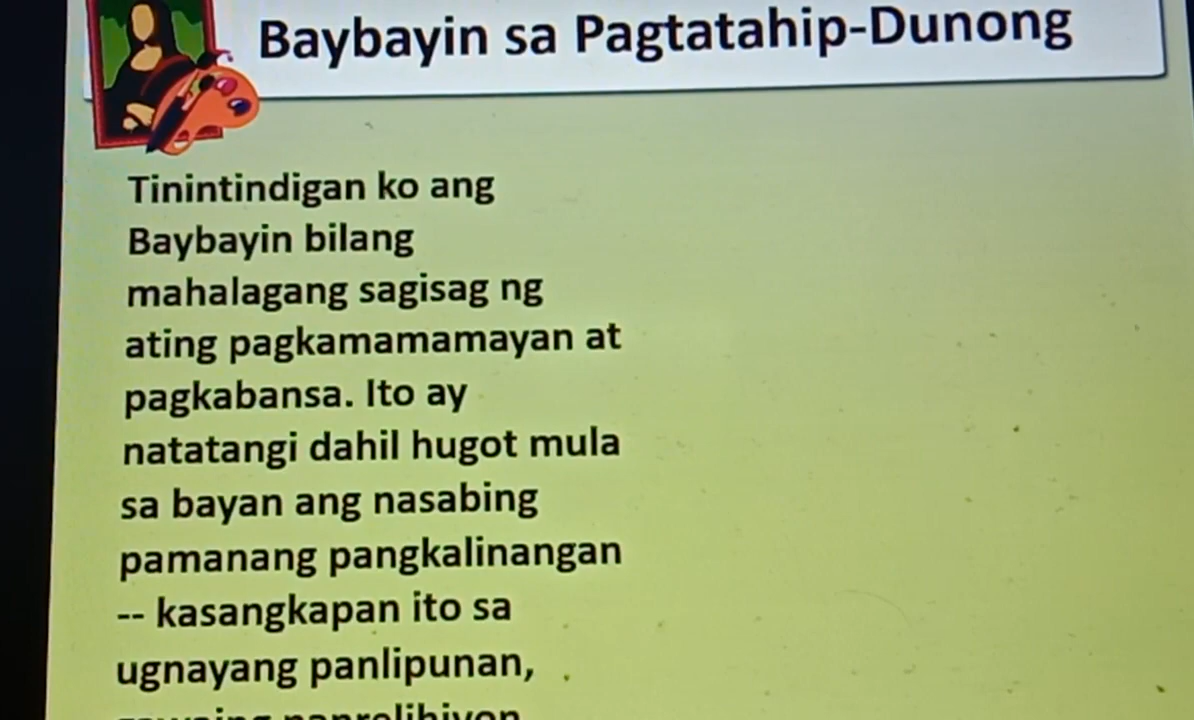 Baybayin sa Pagtatahip-Dunong
Tinintindigan ko ang
Baybayin bilang
mahalagang sagisag ng
ating pagkamamamayan at
pagkabansa. Ito ay
natatangi dahil hugot mula
sa bayan ang nasabing
pamanang pangkalinangan
-- kasangkapan ito sa
ugnayang panlipunan,